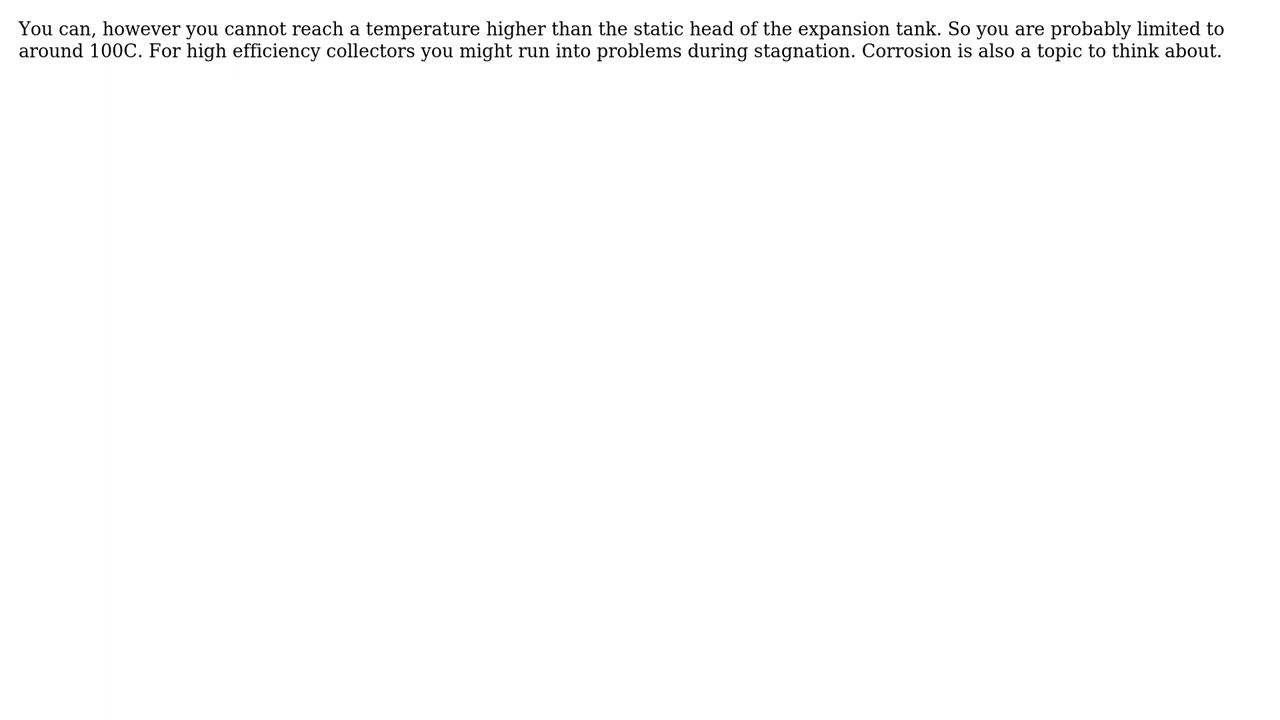 You can, however you cannot reach a temperature higher than the static head of the expansion tank. So you are probably limited to
around 100C. For high efficiency collectors you might run into problems during stagnation. Corrosion is also a topic to think about.